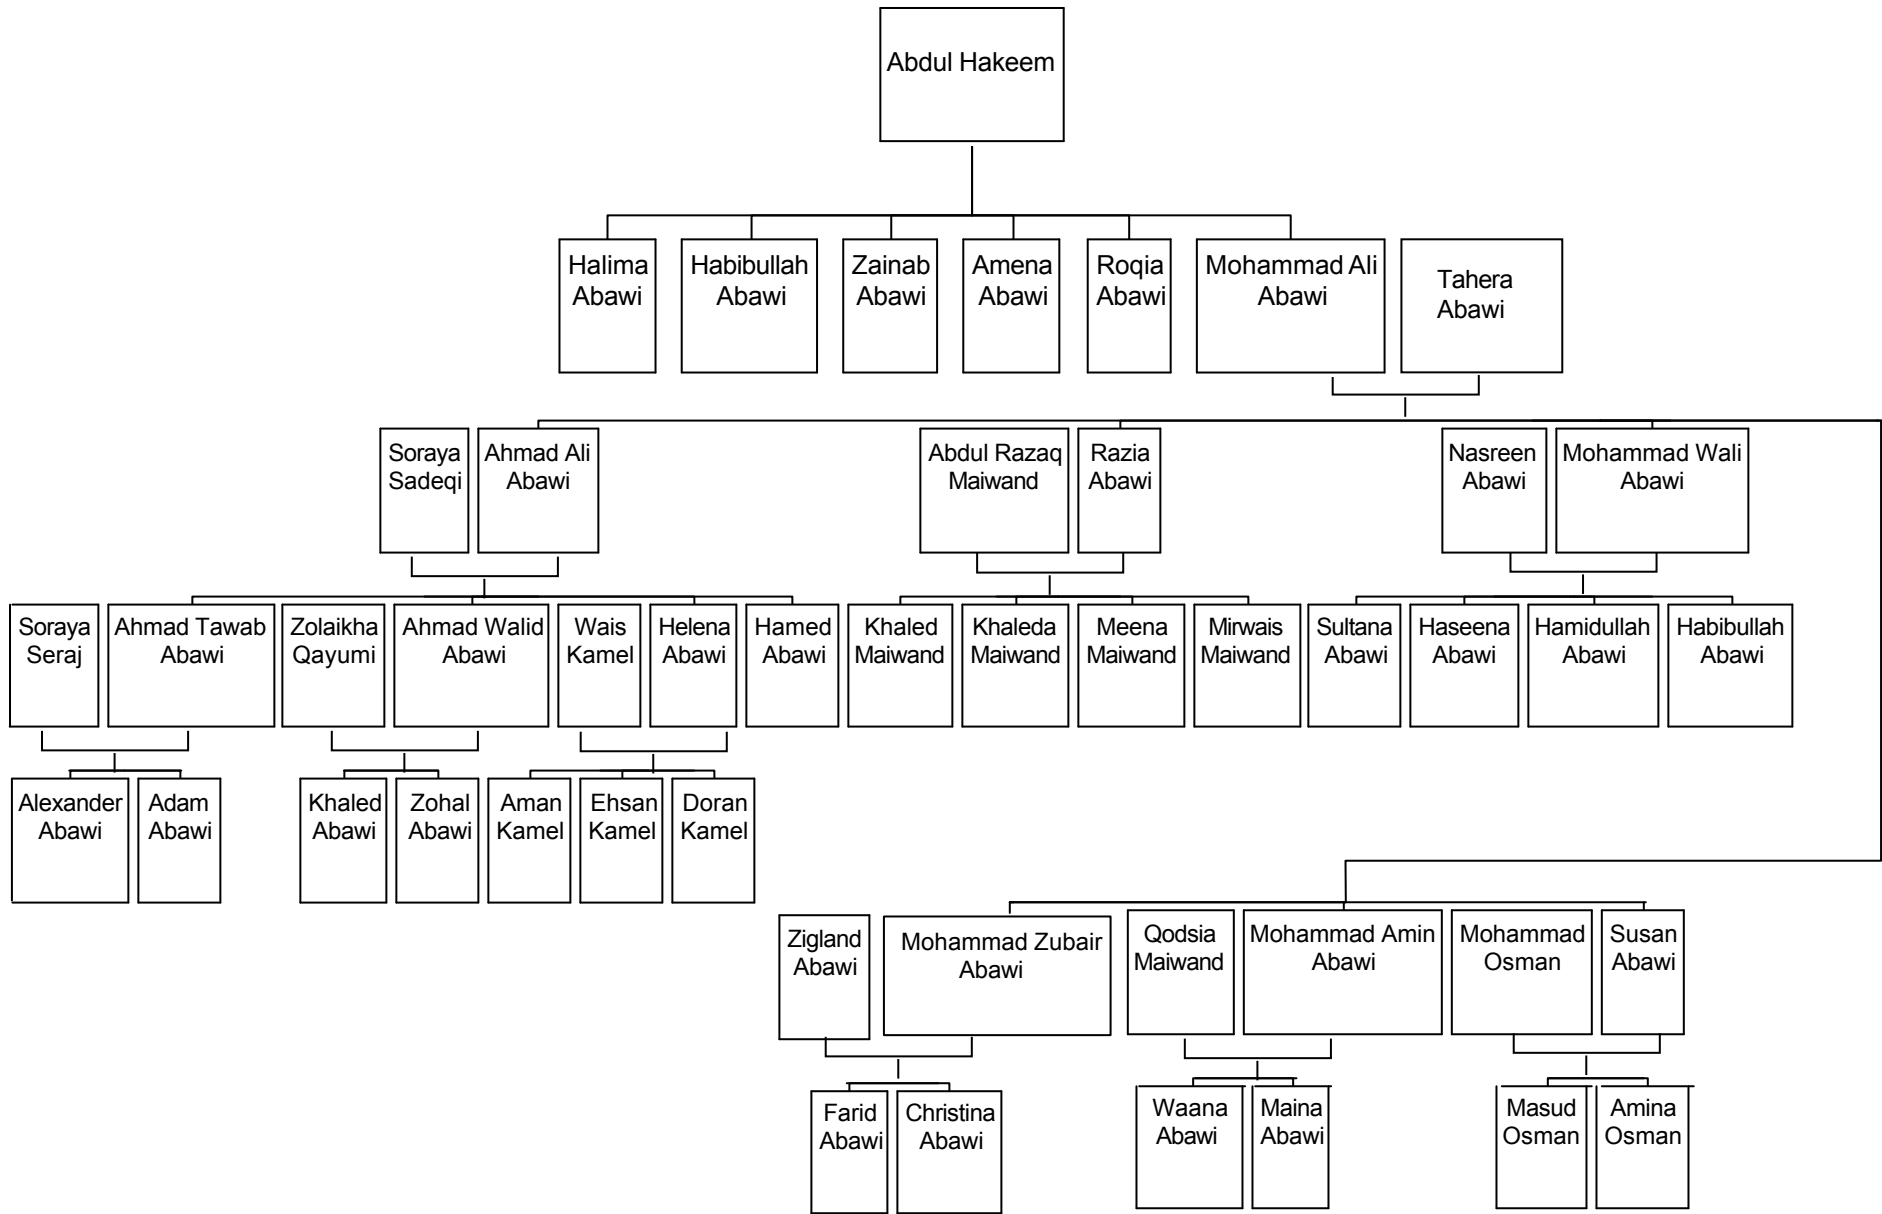 Abdul Hakeem
Halima
Abawi
Habibullah
Abawi
Zainab
Abawi
Amena
Abawi
Roqia
Abawi
Mohammad Ali
Abawi
Tahera
Abawi
Soraya
Sadeqi
Ahmad Ali
Abawi
Abdul Razaq
Maiwand
Razia
Abawi
Nasreen
Abawi
Mohammad Wali
Abawi
Soraya
Seraj
Ahmad Tawab
Abawi
Zolaikha
Qayumi
Ahmad Walid
Abawi
Wais
Kamel
Helena
Abawi
Hamed
Abawi
Khaled
Maiwand
Khaleda
Maiwand
Meena
Maiwand
Mirwais
Maiwand
Sultana
Abawi
Haseena
Abawi
Hamidullah
Abawi
Habibullah
Abawi
Alexander
Abawi
Adam
Abawi
Khaled
Abawi
Zohal
Abawi
Aman
Kamel
Ehsan
Kamel
Doran
Kamel
Zigland
Abawi
Mohammad Zubair
Abawi
Qodsia
Maiwand
Mohammad Amin
Abawi
Mohammad
Osman
Susan
Abawi
Farid
Abawi
Christina
Abawi
Waana
Abawi
Maina
Abawi
Masud
Osman
Amina
Osman